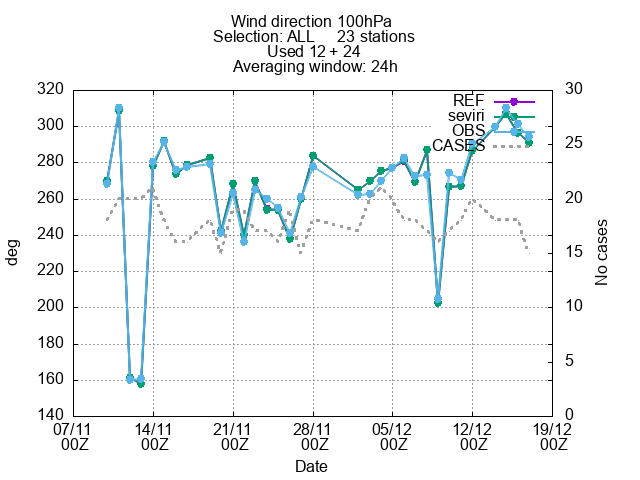 Wind direction 100hPa
Selection: ALL 23 stations
Used 12 + 24
Averaging window: 24h
REF
seviri
OBS
CASES
320
300
280
260
240
220
200
180
160
140
30
25
20
15
10
5
0
deg
No cases
07/11 14/11 21/11 28/11 05/12 12/12 19/12
00Z 00Z 00Z 00Z 00Z 00Z 00Z
Date